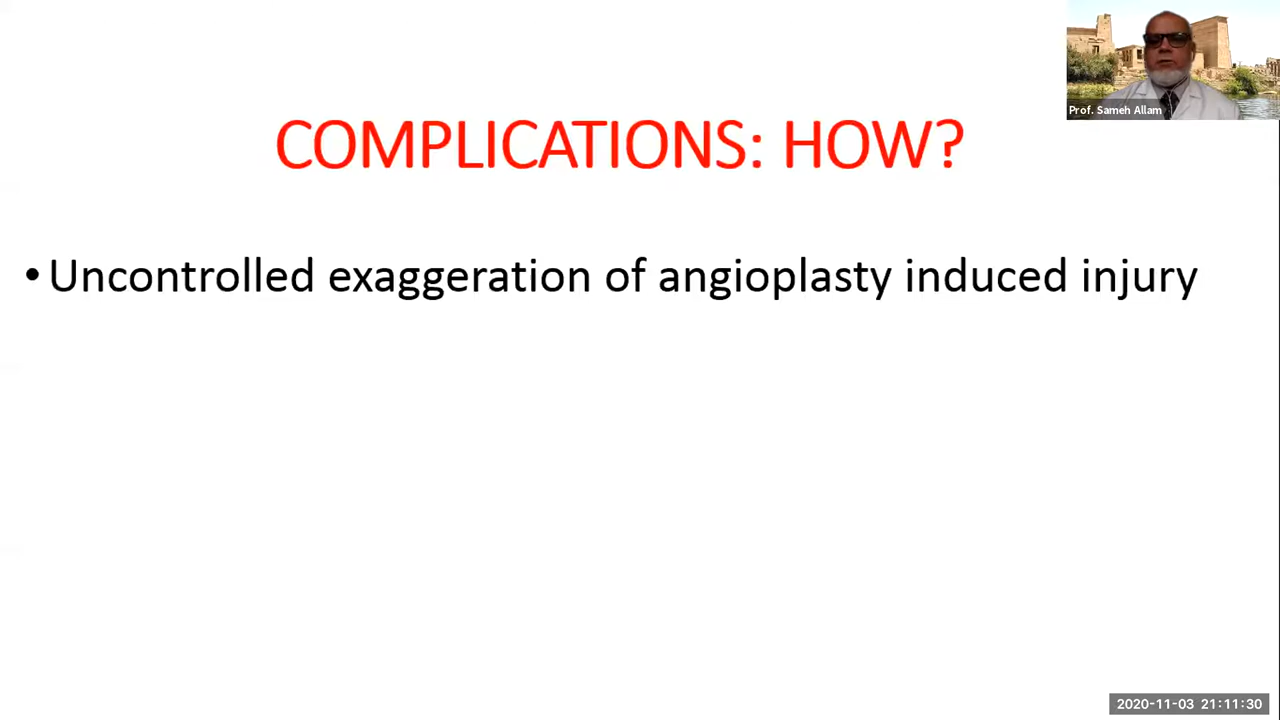 Prof. Sameh Allam
COMPLICATIONS: HOW?
• Uncontrolled exaggeration of angioplasty induced injury
2020-11-03 21:11:30